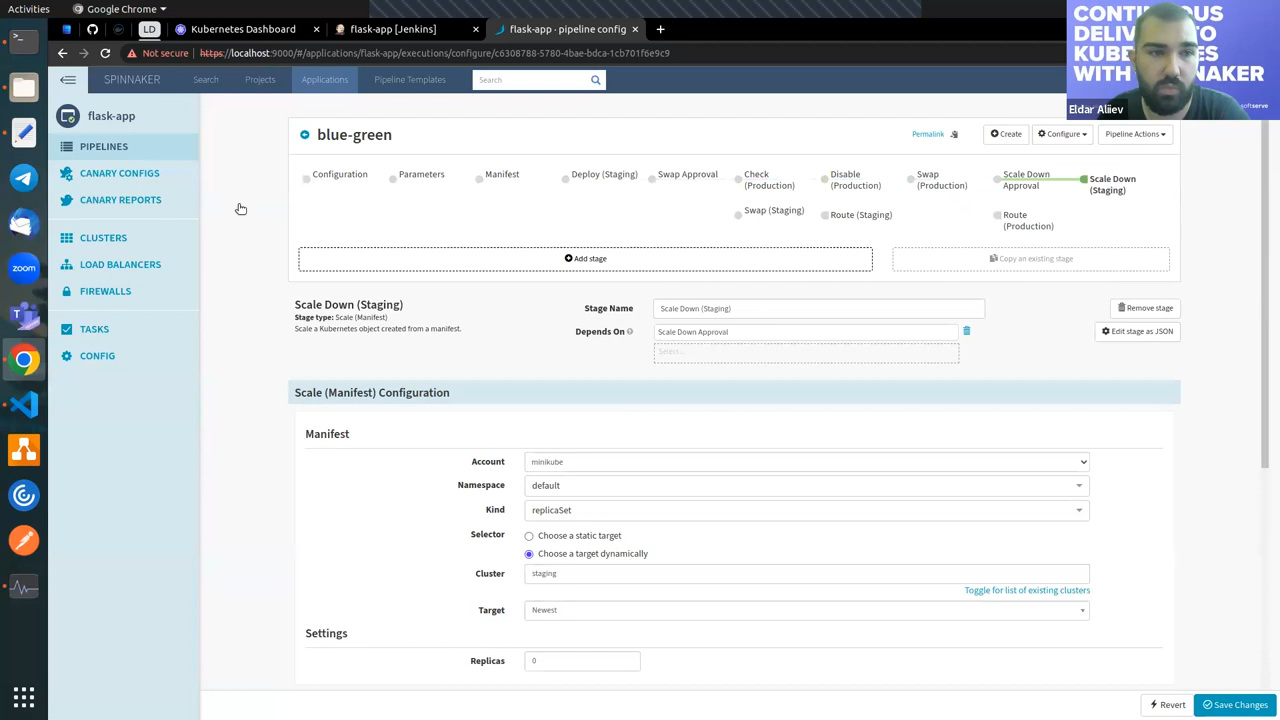 Activities
Google Chrome
LD
Kubernetes Dashboard
flask-app [Jenkins]
flask-app · pipeline config
Not secure
https://localhost:9000/#/applications/flask-app/executions/configure/c6308788-5780-4bae-bdca-1cb701f6e9c9
SPINNAKER
Search
Projects
Applications
Pipeline Templates
Search
Eldar Aliiev
softserve
flask-app
PIPELINES
CANARY CONFIGS
CANARY REPORTS
CLUSTERS
LOAD BALANCERS
FIREWALLS
TASKS
CONFIG
zoom
blue-green
Permalink
Create
Configure
Pipeline Actions
Configuration
Parameters
Manifest
Deploy (Staging)
Swap Approval
Check (Production)
Swap (Staging)
Disable (Production)
Route (Staging)
Swap (Production)
Scale Down Approval
Route (Production)
Scale Down (Staging)
Add stage
Copy an existing stage
Scale Down (Staging)
Stage type: Scale (Manifest)
Scale a Kubernetes object created from a manifest.
Stage Name
Scale Down (Staging)
Depends On
Scale Down Approval
Select...
Remove stage
Edit stage as JSON
Scale (Manifest) Configuration
Manifest
Account
minikube
Namespace
default
Kind
replicaSet
Selector
Choose a static target
Choose a target dynamically
Cluster
staging
Toggle for list of existing clusters
Target
Newest
Settings
Replicas
0
Revert
Save Changes